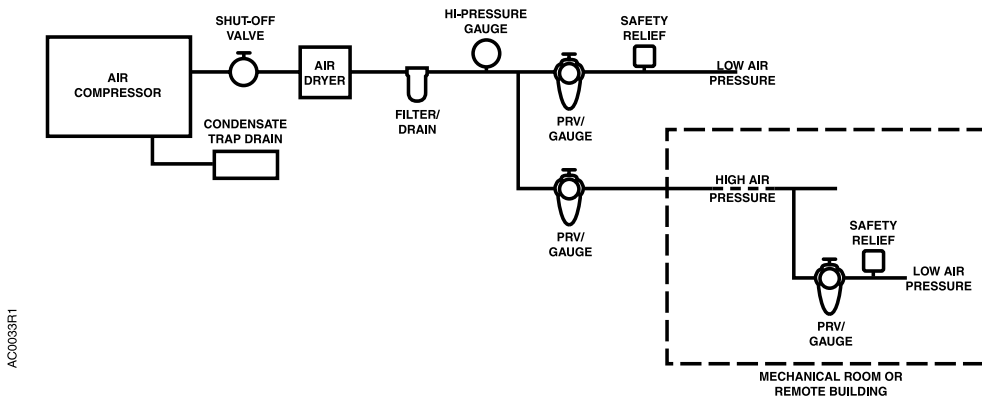 SHUT-OFF
VALVE
HI-PRESSURE
GAUGE
SAFETY
RELIEF
AIR
COMPRESSOR
AIR
DRYER
LOW AIR
PRESSURE
FILTER/
DRAIN
PRV/
GAUGE
CONDENSATE
TRAP DRAIN
HIGH AIR
PRESSURE
PRV/
GAUGE
SAFETY
RELIEF
LOW AIR
PRESSURE
PRV/
GAUGE
MECHANICAL ROOM OR
REMOTE BUILDING
AC0033R1